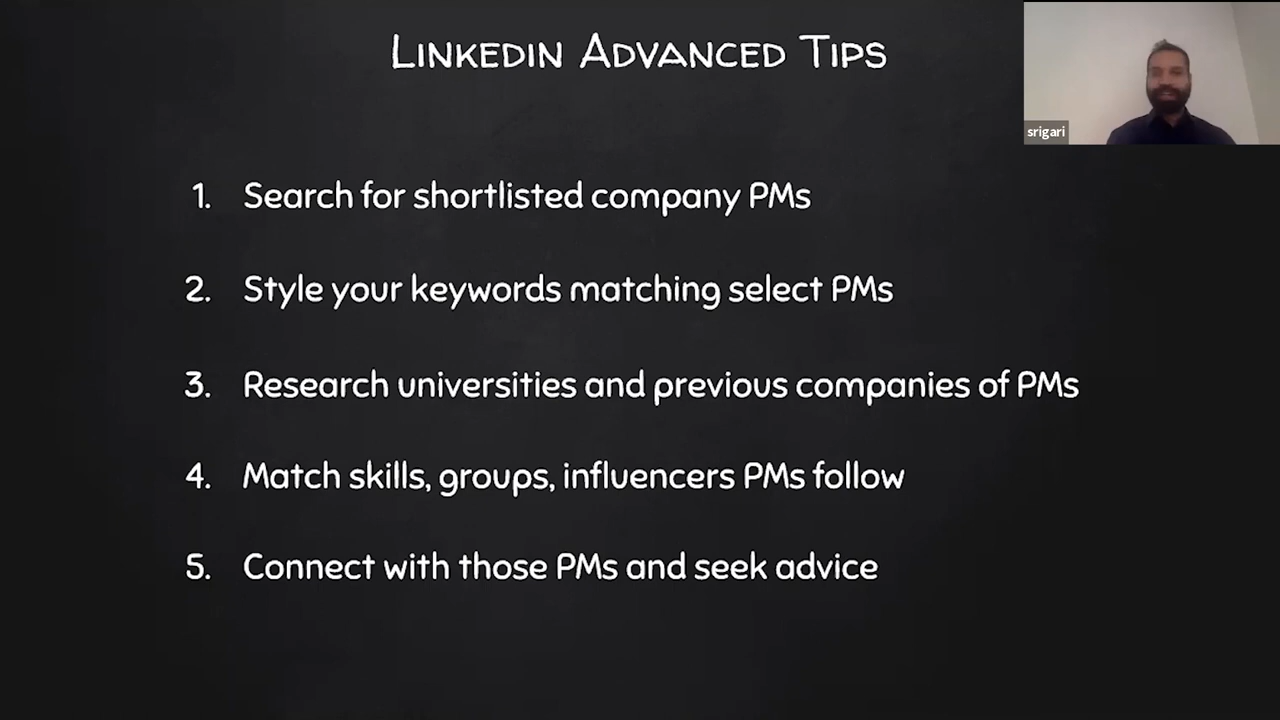 LINKEDIN ADVANCED TIPS
srigari
1. Search for shortlisted company PMs
2. Style your keywords matching select PMs
3. Research universities and previous companies of PMs
4. Match skills, groups, influencers PMs follow
5. Connect with those PMs and seek advice